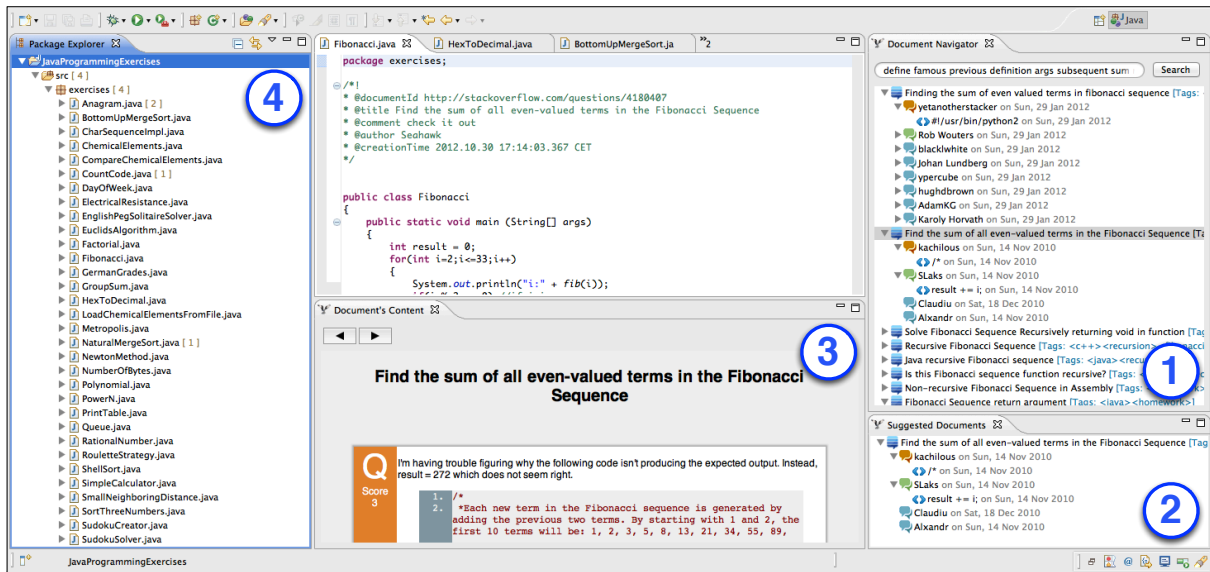 Java
Package Explorer
JavaProgrammingExercises
src [ 4 ]
exercises [ 4 ]
Anagram.java [ 2 ]
BottomUpMergeSort.java
CharSequenceImpl.java
ChemicalElements.java
CompareChemicalElements.java
CountCode.java [ 1 ]
DayOfWeek.java
ElectricalResistance.java
EnglishPegSolitaireSolver.java
EuclidsAlgorithm.java
Factorial.java
Fibonacci.java
GermanGrades.java
GroupSum.java
HexToDecimal.java
LoadChemicalElementsFromFile.java
Metropolis.java
NaturalMergeSort.java [ 1 ]
NewtonMethod.java
NumberOfBytes.java
Polynomial.java
PowerN.java
PrintTable.java
Queue.java
RationalNumber.java
RouletteStrategy.java
ShellSort.java
SimpleCalculator.java
SmallNeighboringDistance.java
SortThreeNumbers.java
SudokuCreator.java
SudokuSolver.java
4
Fibonacci.java HexToDecimal.java BottomUpMergeSort.ja »2
package exercises;
/*!
* @documentId http://stackoverflow.com/questions/4180407
* @title Find the sum of all even-valued terms in the Fibonacci Sequence
* @comment check it out
* @author Seahawk
* @creationTime 2012.10.30 17:14:03.367 CET
*/
public class Fibonacci
{
public static void main (String[] args)
{
int result = 0;
for(int i=2;i<=33;i++)
{
System.out.println("i:" + fib(i));
Document's Content
3
Find the sum of all even-valued terms in the Fibonacci
Sequence
Q
Score
3
I'm having trouble figuring why the following code isn't producing the expected output. Instead,
result = 272 which does not seem right.
1. /*
2. *Each new term in the Fibonacci sequence is generated by
adding the previous two terms. By starting with 1 and 2, the
first 10 terms will be: 1, 2, 3, 5, 8, 13, 21, 34, 55, 89,
Document Navigator
define famous previous definition args subsequent sum Search
Finding the sum of even valued terms in fibonacci sequence [Tags:
yetanotherstacker on Sun, 29 Jan 2012
#!/usr/bin/python2 on Sun, 29 Jan 2012
Rob Wouters on Sun, 29 Jan 2012
blacklwhite on Sun, 29 Jan 2012
Johan Lundberg on Sun, 29 Jan 2012
ypercube on Sun, 29 Jan 2012
hughdbrown on Sun, 29 Jan 2012
AdamKG on Sun, 29 Jan 2012
Karoly Horvath on Sun, 29 Jan 2012
Find the sum of all even-valued terms in the Fibonacci Sequence [Ta
kachilous on Sun, 14 Nov 2010
/* on Sun, 14 Nov 2010
SLaks on Sun, 14 Nov 2010
result += i; on Sun, 14 Nov 2010
Claudiu on Sat, 18 Dec 2010
Alxandr on Sun, 14 Nov 2010
Solve Fibonacci Sequence Recursively returning void in function [Tag
Recursive Fibonacci Sequence [Tags: <c++><recursion>
Java recursive Fibonacci sequence [Tags: <java><recu
Is this Fibonacci sequence function recursive? [Tags:
Non-recursive Fibonacci Sequence in Assembly [Tags:
Fibonacci Sequence return argument [Tags: <java><homework>]
1
Suggested Documents
Find the sum of all even-valued terms in the Fibonacci Sequence [Tag
kachilous on Sun, 14 Nov 2010
/* on Sun, 14 Nov 2010
SLaks on Sun, 14 Nov 2010
result += i; on Sun, 14 Nov 2010
Claudiu on Sat, 18 Dec 2010
Alxandr on Sun, 14 Nov 2010
2
JavaProgrammingExercises